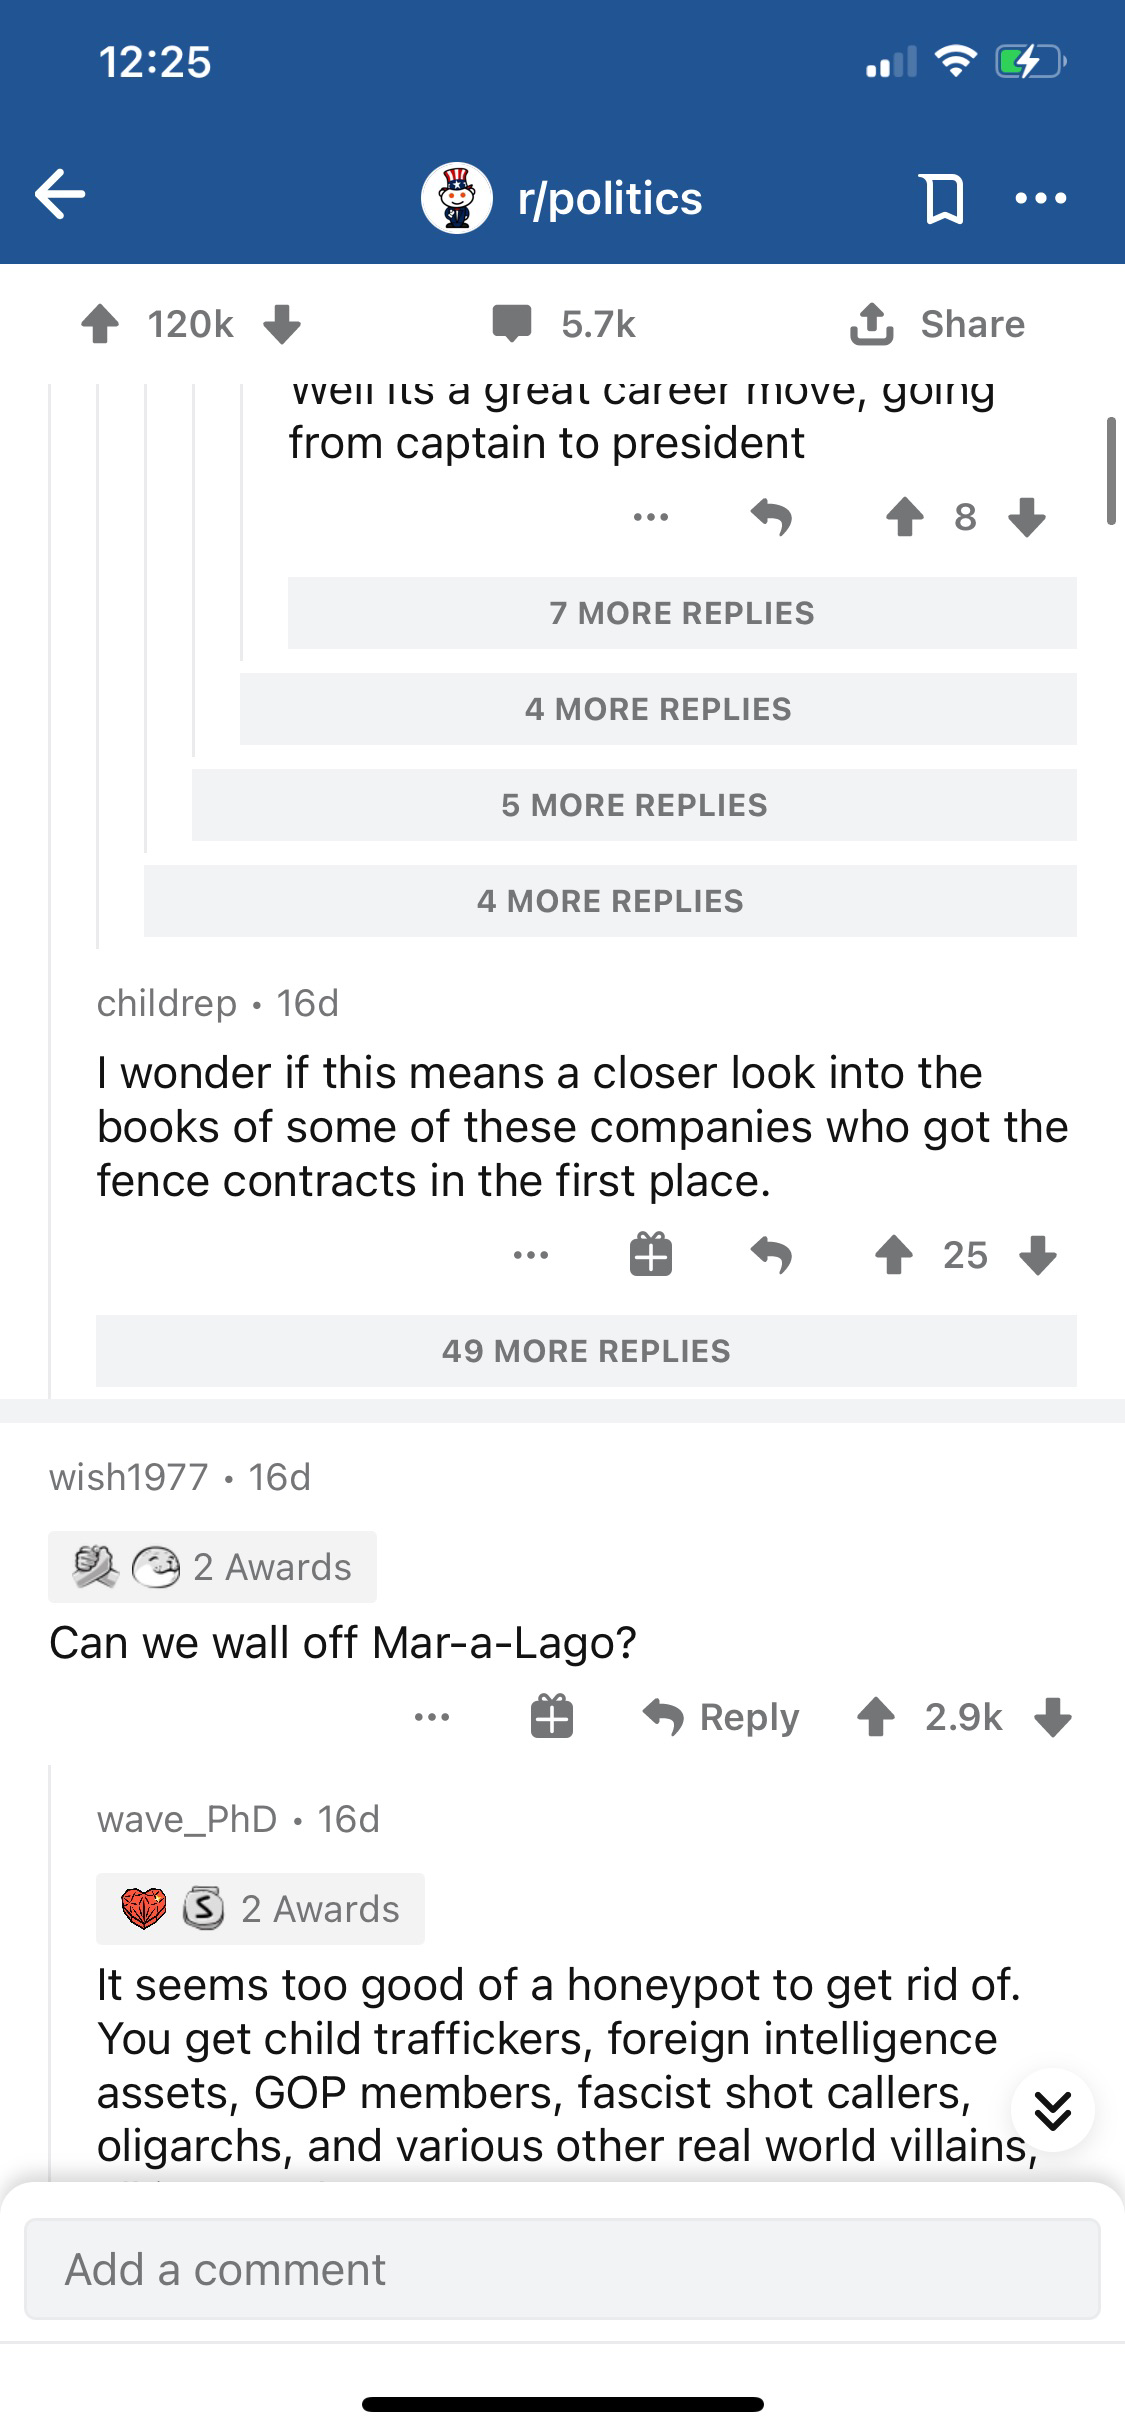 12:25
r/politics
120k
5.7k
Share
Well its a great career move, going
from captain to president
8
7 MORE REPLIES
4 MORE REPLIES
5 MORE REPLIES
4 MORE REPLIES
childrep • 16d
I wonder if this means a closer look into the
books of some of these companies who got the
fence contracts in the first place.
25
49 MORE REPLIES
wish1977 • 16d
2 Awards
Can we wall off Mar-a-Lago?
Reply
2.9k
wave_PhD • 16d
S 2 Awards
It seems too good of a honeypot to get rid of.
You get child traffickers, foreign intelligence
assets, GOP members, fascist shot callers,
oligarchs, and various other real world villains,
Add a comment